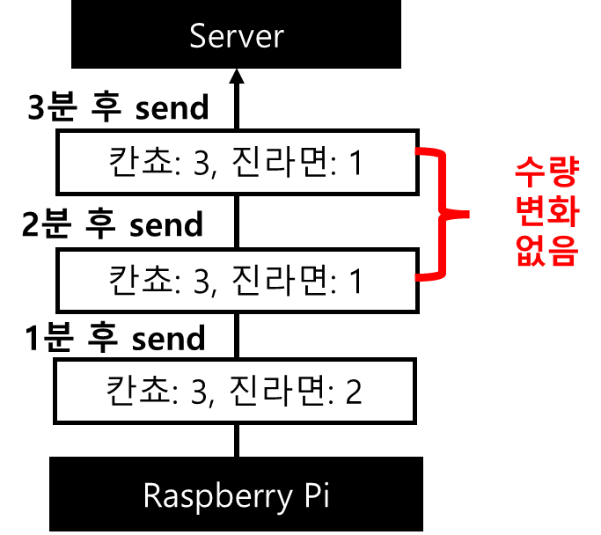 Server
3분 후 send
칸쵸: 3, 진라면: 1
수량
변화
없음
2분 후 send
칸쵸: 3, 진라면: 1
1분 후 send
칸쵸: 3, 진라면: 2
Raspberry Pi